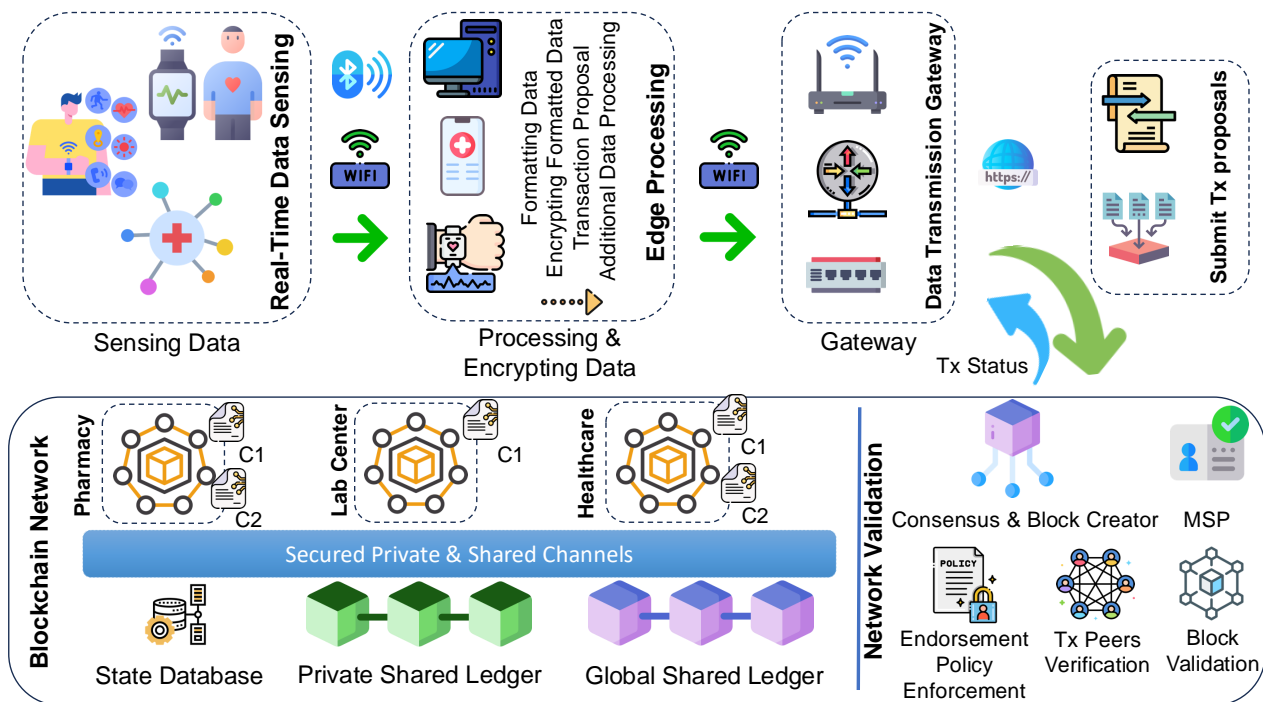 Real-Time Data Sensing
Sensing Data
WIFI
Formatting Data
Encrypting Formatted Data
Transaction Proposal
Additional Data Processing
Edge Processing
Processing &
Encrypting Data
WIFI
Data Transmission Gateway
Gateway
https://
Submit Tx proposals
Tx Status
Blockchain Network
Pharmacy
C1
C2
Lab Center
C1
Healthcare
C1
C2
Secured Private & Shared Channels
State Database
Private Shared Ledger
Global Shared Ledger
Network Validation
Consensus & Block Creator
MSP
POLICY
Endorsement
Policy
Enforcement
Tx Peers
Verification
Block
Validation